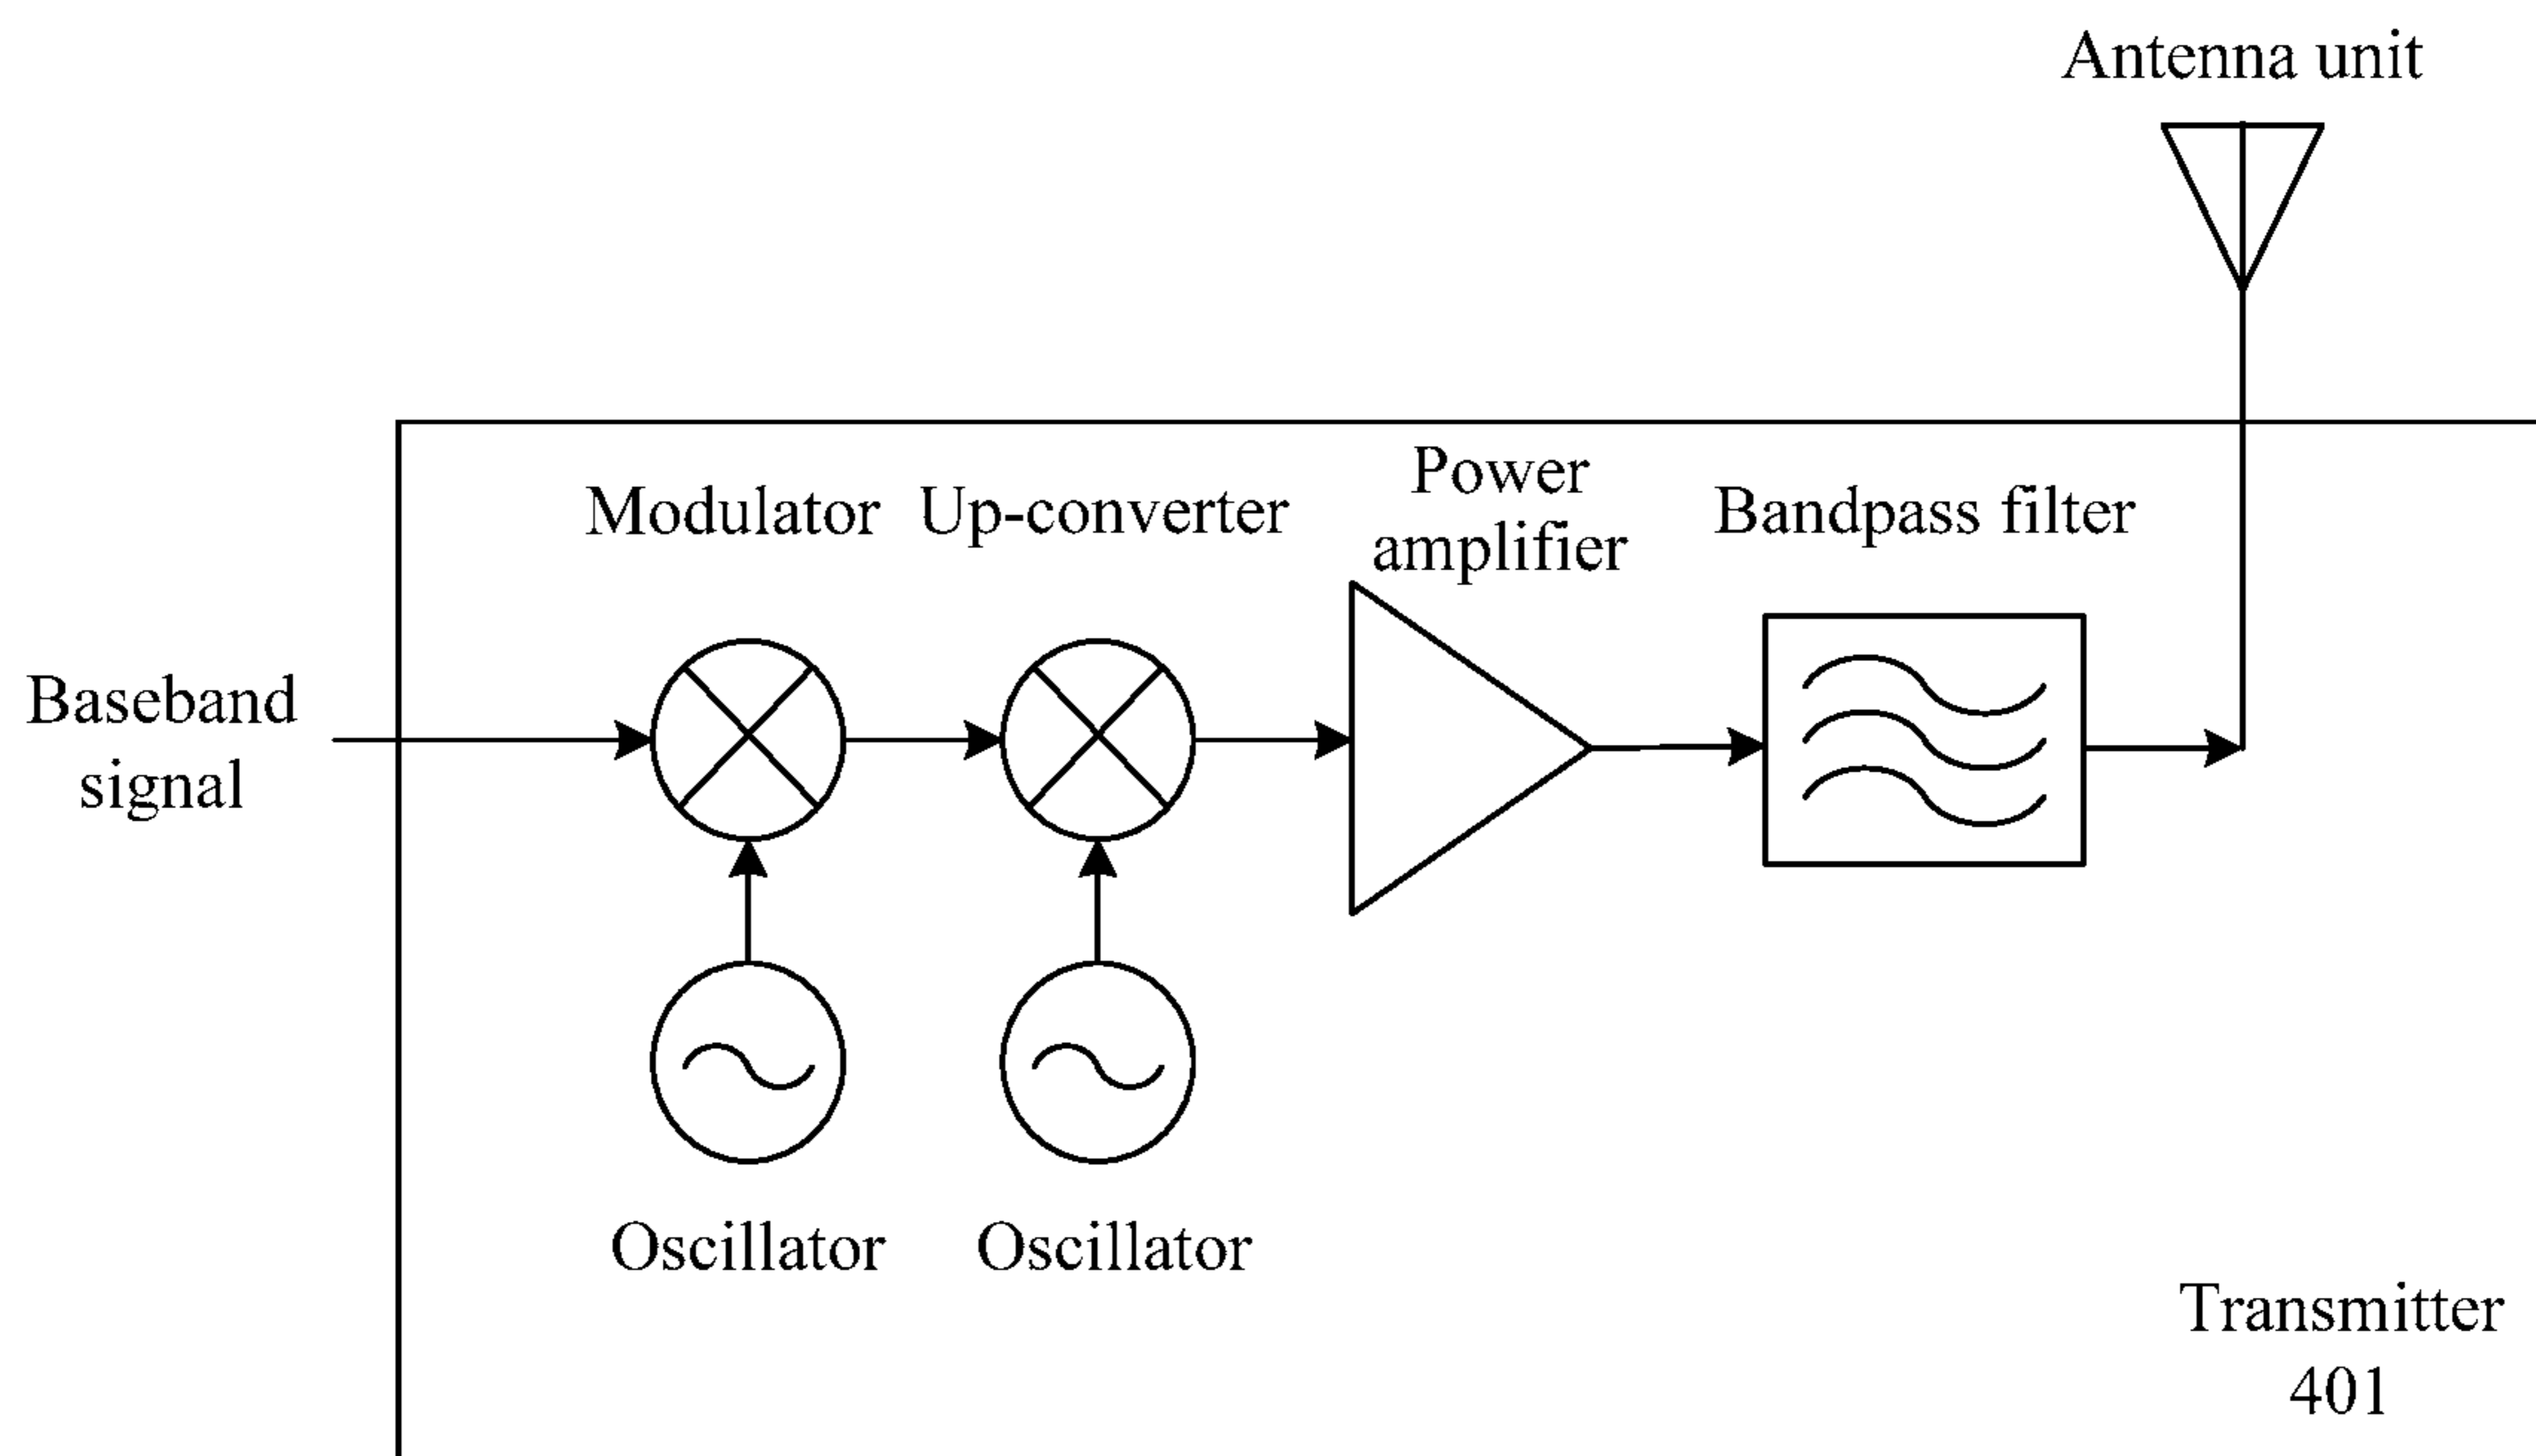 Antenna unit
Modulator
Up-converter
Power
amplifier
Bandpass filter
Baseband
signal
Oscillator
Oscillator
Transmitter
401